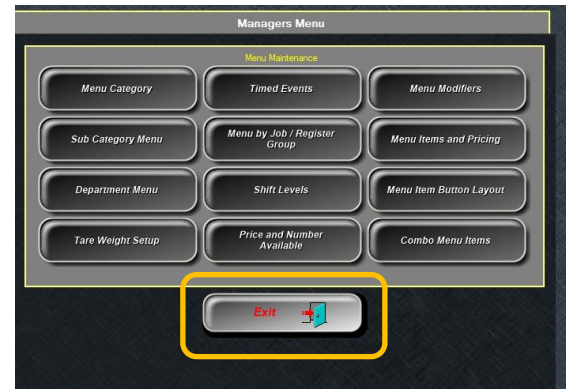 Managers Menu
Menu Maintenance
Menu Category
Timed Events
Menu Modifiers
Sub Category Menu
Menu by Job / Register
Group
Menu Items and Pricing
Department Menu
Shift Levels
Menu Item Button Layout
Tare Weight Setup
Price and Number
Available
Combo Menu Items
Exit